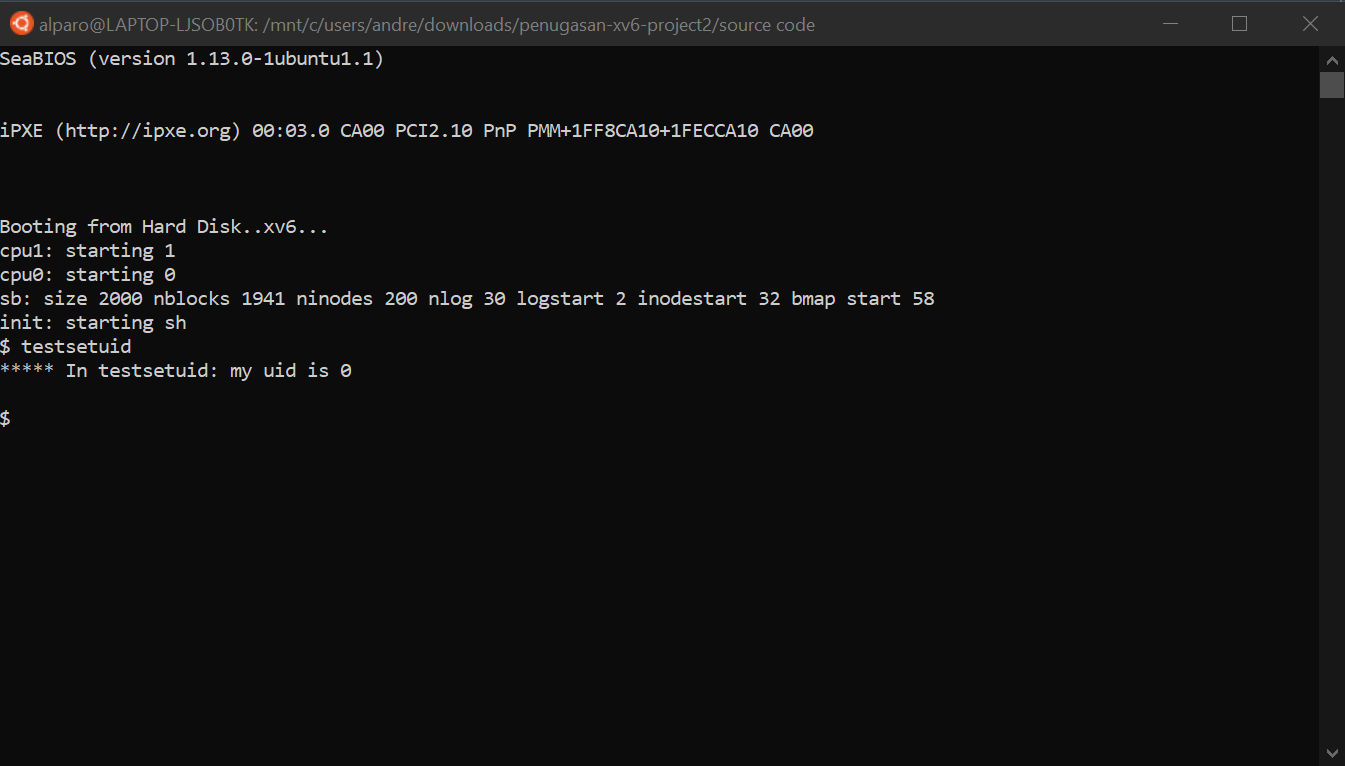 alparo@LAPTOP-LJSOB0TK: /mnt/c/users/andre/downloads/penugasan-xv6-project2/source code
SeaBIOS (version 1.13.0-1ubuntu1.1)
iPXE (http://ipxe.org) 00:03.0 CA00 PCI2.10 PnP PMM+1FF8CA10+1FECCA10 CA00
Booting from Hard Disk..xv6...
cpu1: starting 1
cpu0: starting 0
sb: size 2000 nblocks 1941 ninodes 200 nlog 30 logstart 2 inodestart 32 bmap start 58
init: starting sh
$ testsetuid
***** In testsetuid: my uid is 0
$